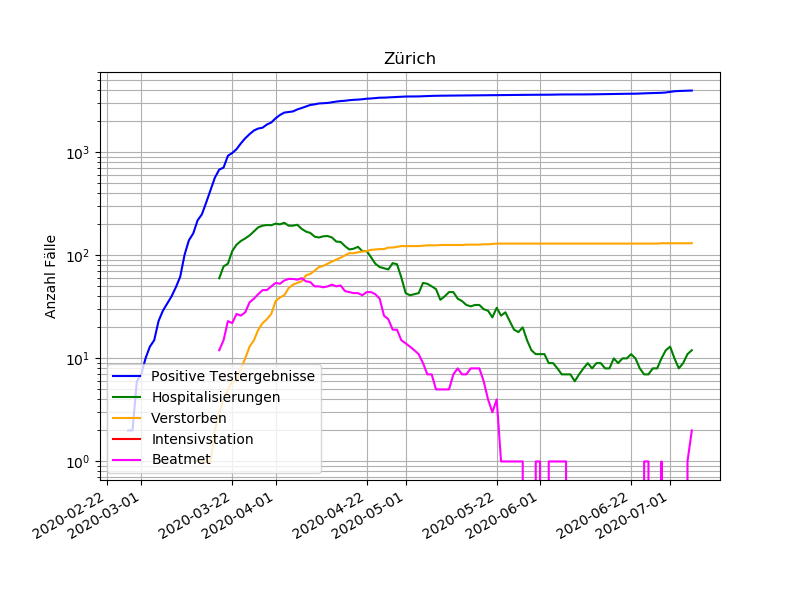 Zürich
Anzahl Fälle
10³
10²
10¹
10⁰
Positive Testergebnisse
Hospitalisierungen
Verstorben
Intensivstation
Beatmet
2020-02-22
2020-03-01
2020-03-22
2020-04-01
2020-04-22
2020-05-01
2020-05-22
2020-06-01
2020-06-22
2020-07-01